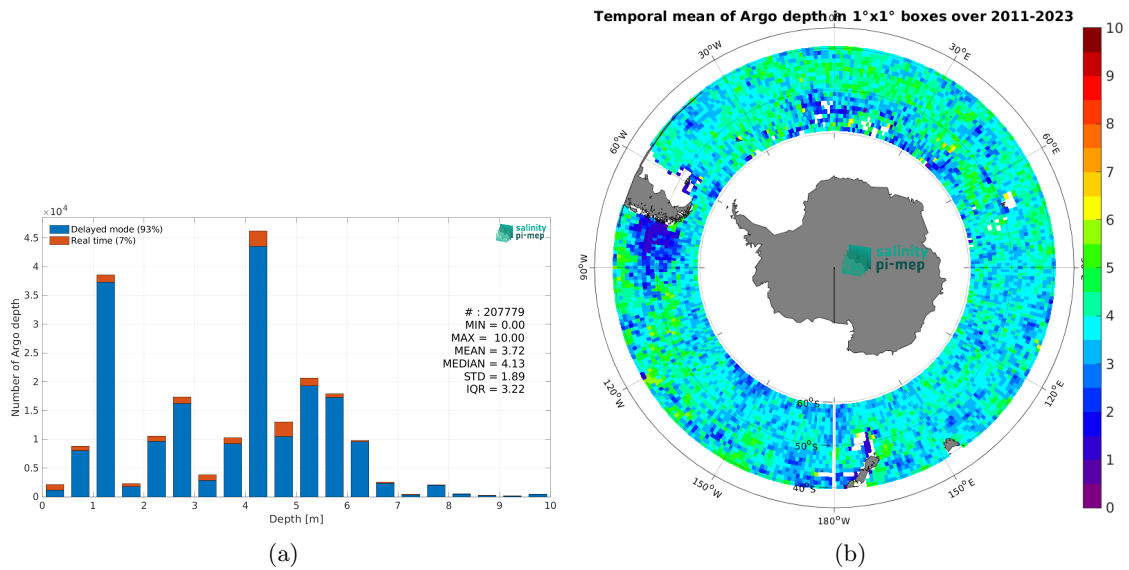 ×10⁴
Delayed mode (93%)
Real time (7%)
salinity
pi-mep
4.5
4
3.5
3
2.5
2
1.5
1
0.5
0
Number of Argo depth
# : 207779
MIN = 0.00
MAX = 10.00
MEAN = 3.72
MEDIAN = 4.13
STD = 1.89
IQR = 3.22
0 1 2 3 4 5 6 7 8 9 10
Depth [m]
(a)
Temporal mean of Argo depth in 1°x1° boxes over 2011-2023
30°W
30°E
60°W
60°E
90°W
salinity
pi-mep
120°W
120°E
60°S
50°S
40°S
150°W
150°E
180°W
10
9
8
7
6
5
4
3
2
1
0
(b)